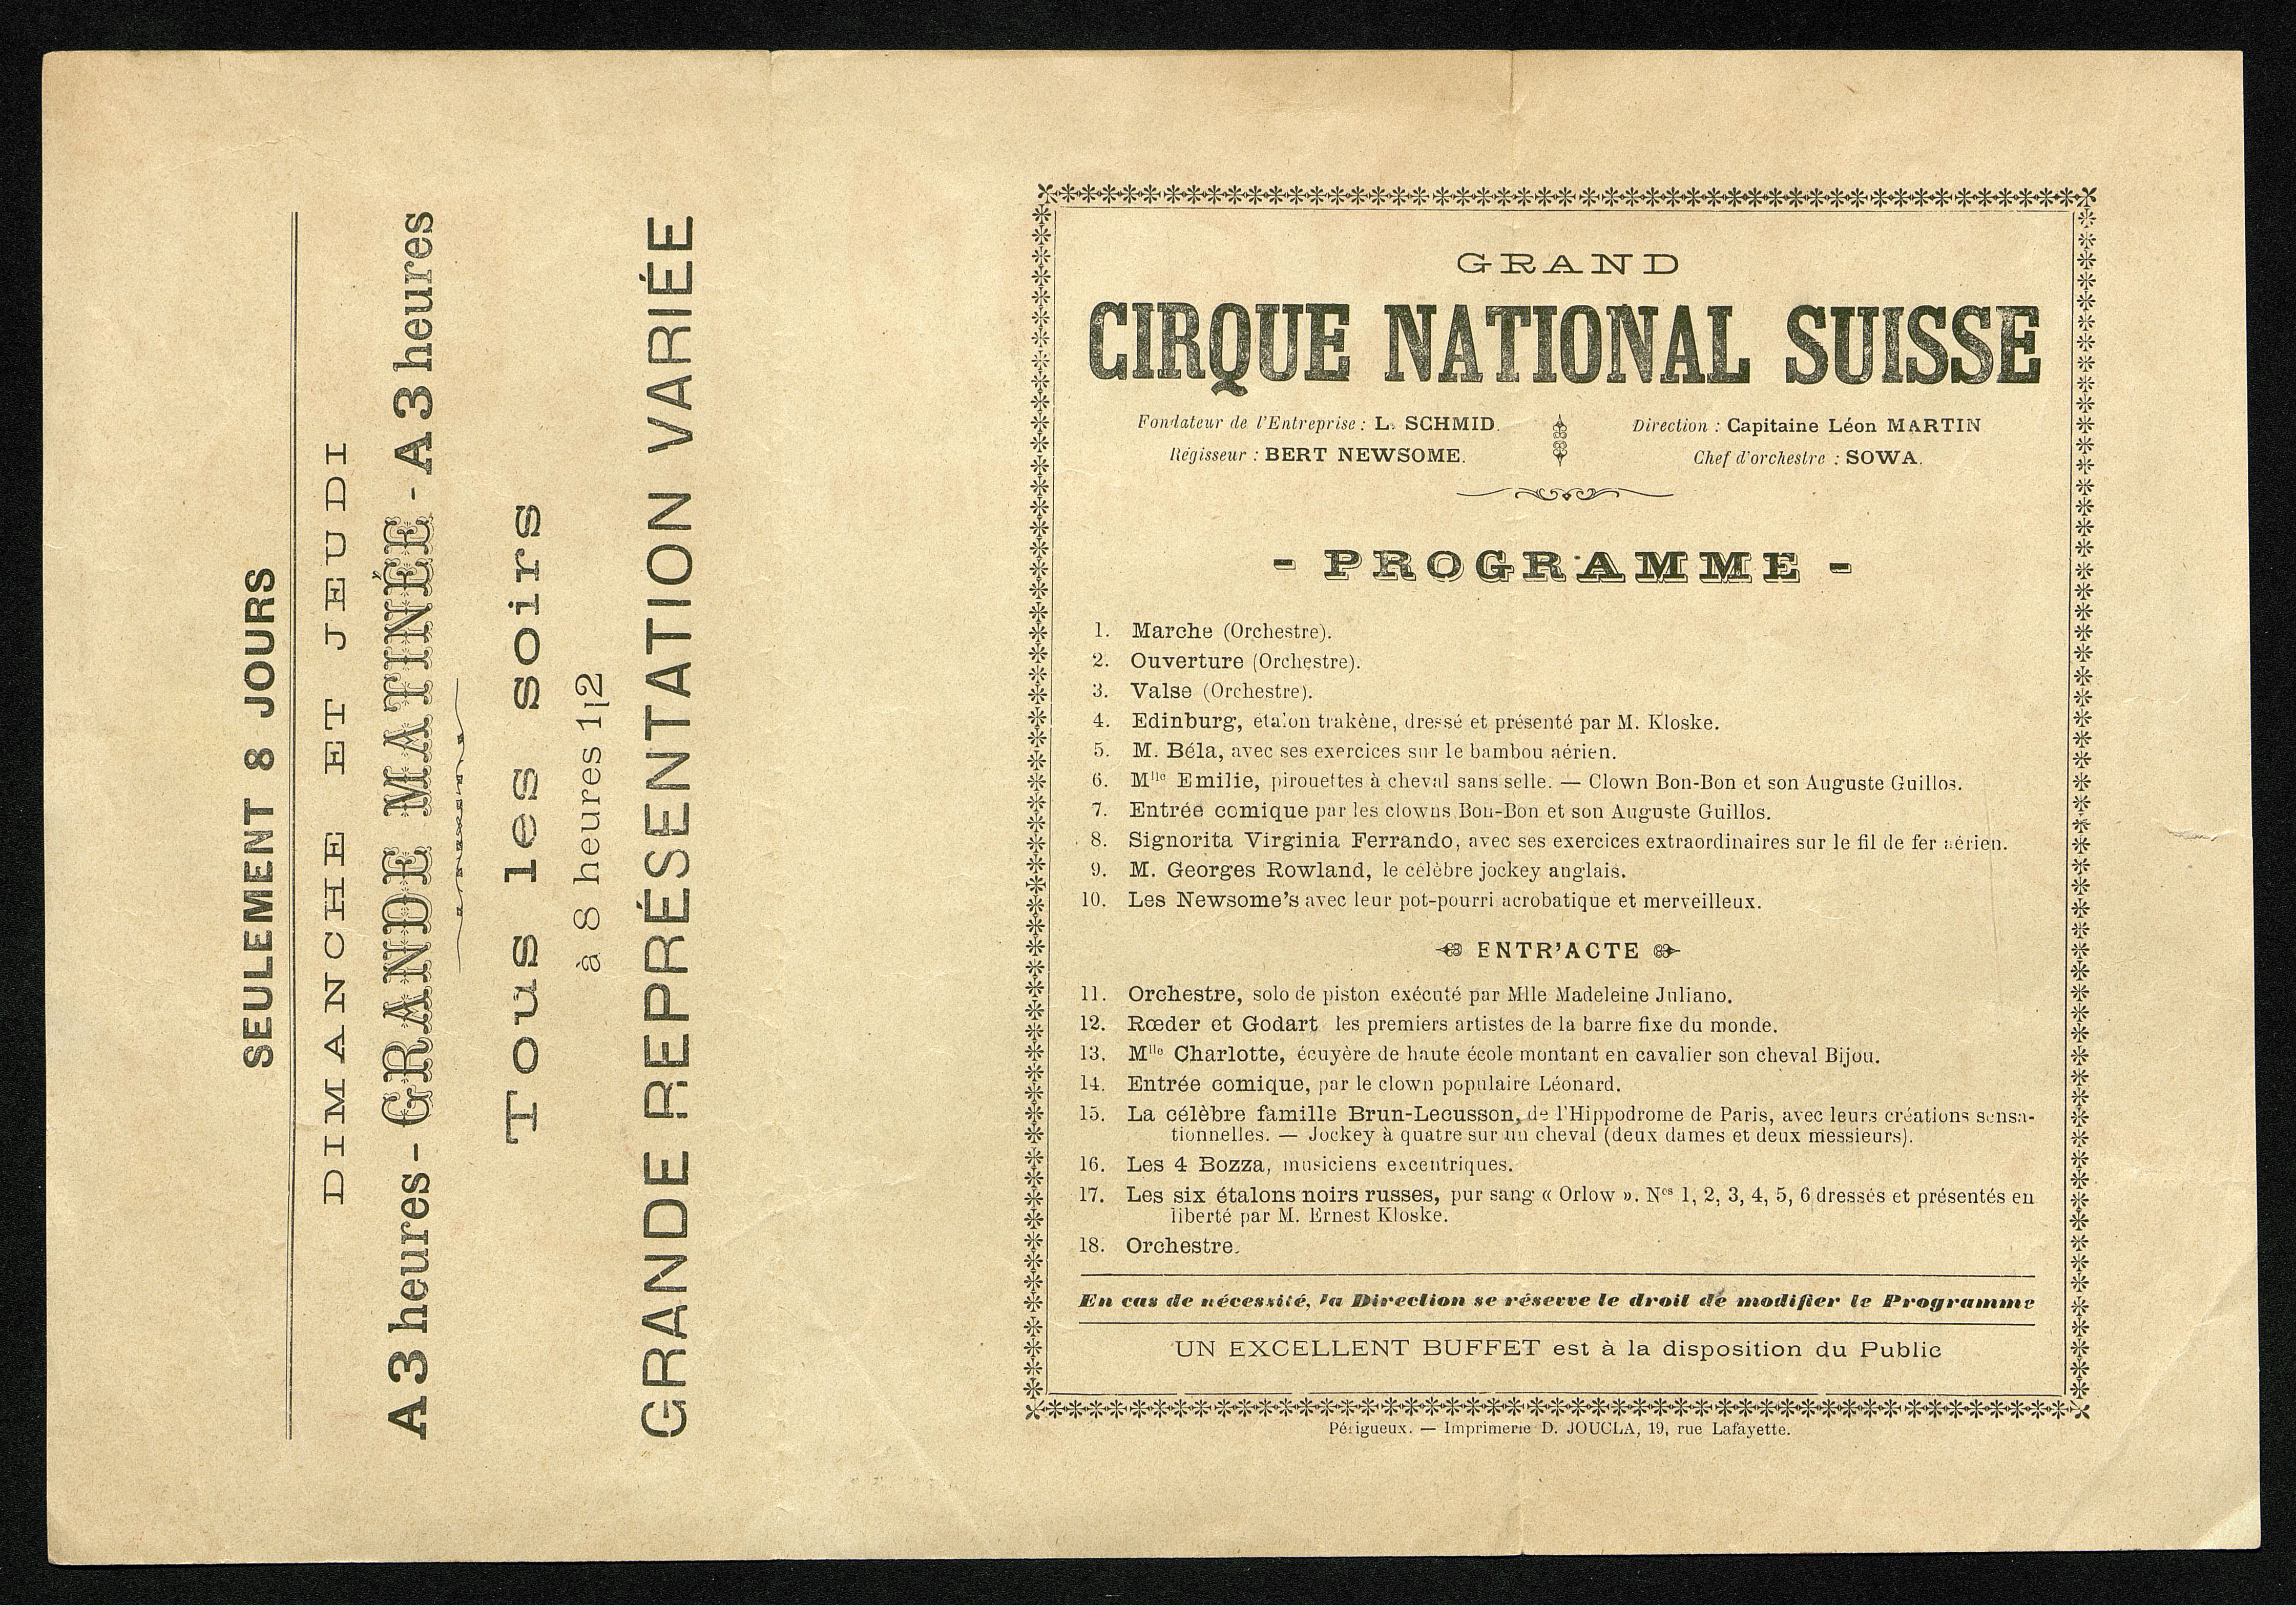 SEULEMENT 8 JOURS
DIMANCHE ET JEUDI
A 3 heures - GRANDE MATINÉE - A 3 heures
Tous les soirs
à 8 heures 1|2
GRANDE REPRÉSENTATION VARIÉE
GRAND
CIRQUE NATIONAL SUISSE
Fondateur de l'Entreprise : L. SCHMID.
Direction : Capitaine Léon MARTIN
Régisseur : BERT NEWSOME.
Chef d'orchestre : SOWA.
- PROGRAMME -
1. Marche (Orchestre).
2. Ouverture (Orchestre).
3. Valse (Orchestre).
4. Edinburg, étalon trakène, dressé et présenté par M. Kloske.
5. M. Béla, avec ses exercices sur le bambou aérien.
6. Mlle Emilie, pirouettes à cheval sans selle. — Clown Bon-Bon et son Auguste Guillos.
7. Entrée comique par les clowns Bon-Bon et son Auguste Guillos.
8. Signorita Virginia Ferrando, avec ses exercices extraordinaires sur le fil de fer aérien.
9. M. Georges Rowland, le célèbre jockey anglais.
10. Les Newsome's avec leur pot-pourri acrobatique et merveilleux.
ENTR'ACTE
11. Orchestre, solo de piston exécuté par Mlle Madeleine Juliano.
12. Rœder et Godart les premiers artistes de la barre fixe du monde.
13. Mlle Charlotte, écuyère de haute école montant en cavalier son cheval Bijou.
14. Entrée comique, par le clown populaire Léonard.
15. La célèbre famille Brun-Lecusson, de l'Hippodrome de Paris, avec leurs créations sensa-
tionnelles. — Jockey à quatre sur un cheval (deux dames et deux messieurs).
16. Les 4 Bozza, musiciens excentriques.
17. Les six étalons noirs russes, pur sang « Orlow ». Nos 1, 2, 3, 4, 5, 6 dressés et présentés en
liberté par M. Ernest Kloske.
18. Orchestre.
En cas de nécessité, la Direction se réserve le droit de modifier le Programme
UN EXCELLENT BUFFET est à la disposition du Public
Périgueux. — Imprimerie D. JOUCLA, 19, rue Lafayette.